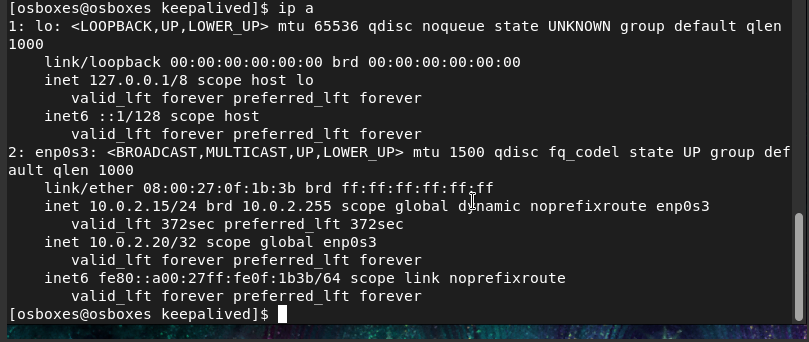 [osboxes@osboxes keepalived]$ ip a
1: lo: <LOOPBACK,UP,LOWER_UP> mtu 65536 qdisc noqueue state UNKNOWN group default qlen
1000
    link/loopback 00:00:00:00:00:00 brd 00:00:00:00:00:00
    inet 127.0.0.1/8 scope host lo
       valid_lft forever preferred_lft forever
    inet6 ::1/128 scope host
       valid_lft forever preferred_lft forever
2: enp0s3: <BROADCAST,MULTICAST,UP,LOWER_UP> mtu 1500 qdisc fq_codel state UP group def
ault qlen 1000
    link/ether 08:00:27:0f:1b:3b brd ff:ff:ff:ff:ff:ff
    inet 10.0.2.15/24 brd 10.0.2.255 scope global dynamic noprefixroute enp0s3
       valid_lft 372sec preferred_lft 372sec
    inet 10.0.2.20/32 scope global enp0s3
       valid_lft forever preferred_lft forever
    inet6 fe80::a00:27ff:fe0f:1b3b/64 scope link noprefixroute
       valid_lft forever preferred_lft forever
[osboxes@osboxes keepalived]$